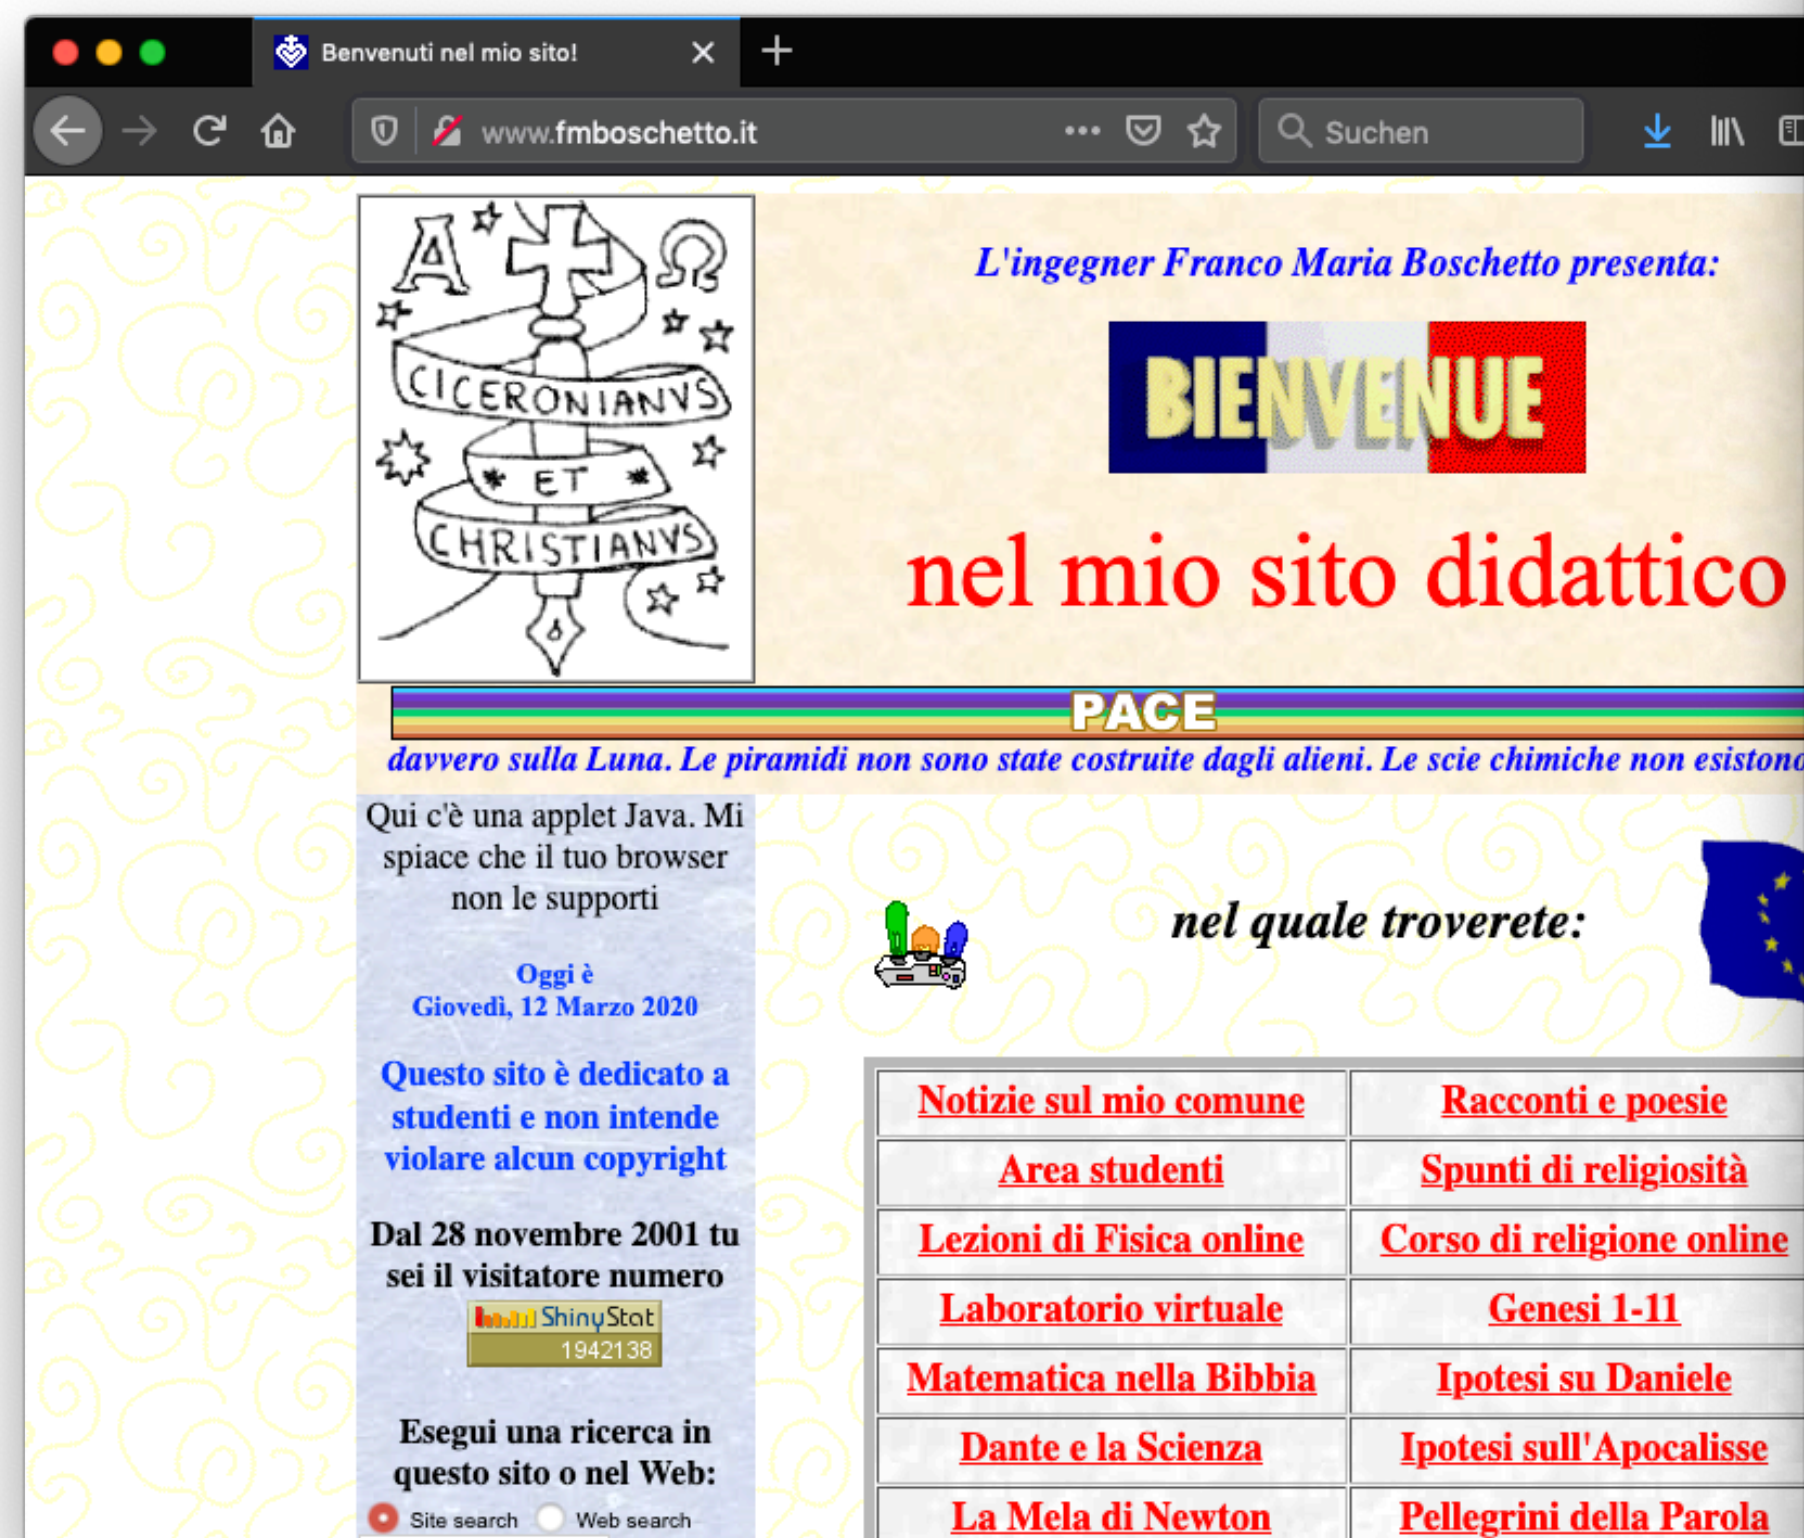 Benvenuti nel mio sito!
www.fmboschetto.it
Suchen
Α Ω
CICERONIANVS
ET
CHRISTIANVS
L'ingegner Franco Maria Boschetto presenta:
BIENVENUE
nel mio sito didattico
PACE
davvero sulla Luna. Le piramidi non sono state costruite dagli alieni. Le scie chimiche non esistono
Qui c'è una applet Java. Mi
spiace che il tuo browser
non le supporti
Oggi è
Giovedì, 12 Marzo 2020
Questo sito è dedicato a
studenti e non intende
violare alcun copyright
Dal 28 novembre 2001 tu
sei il visitatore numero
ShinyStat
1942138
Esegui una ricerca in
questo sito o nel Web:
Site search Web search
nel quale troverete:
Notizie sul mio comune Racconti e poesie
Area studenti Spunti di religiosità
Lezioni di Fisica online Corso di religione online
Laboratorio virtuale Genesi 1-11
Matematica nella Bibbia Ipotesi su Daniele
Dante e la Scienza Ipotesi sull'Apocalisse
La Mela di Newton Pellegrini della Parola